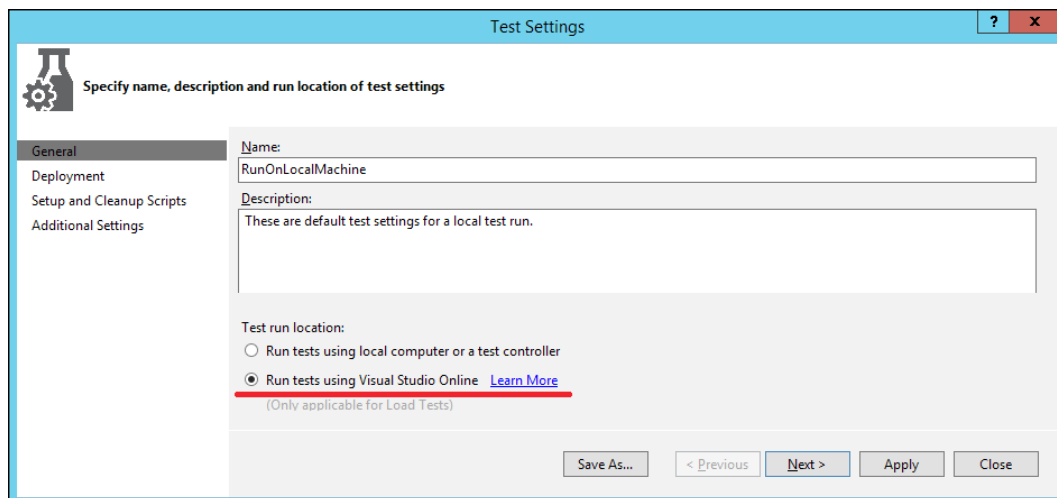 Test Settings
? x
Specify name, description and run location of test settings
General
Deployment
Setup and Cleanup Scripts
Additional Settings
Name:
RunOnLocalMachine
Description:
These are default test settings for a local test run.
Test run location:
Run tests using local computer or a test controller
Run tests using Visual Studio Online Learn More
(Only applicable for Load Tests)
Save As... < Previous Next > Apply Close